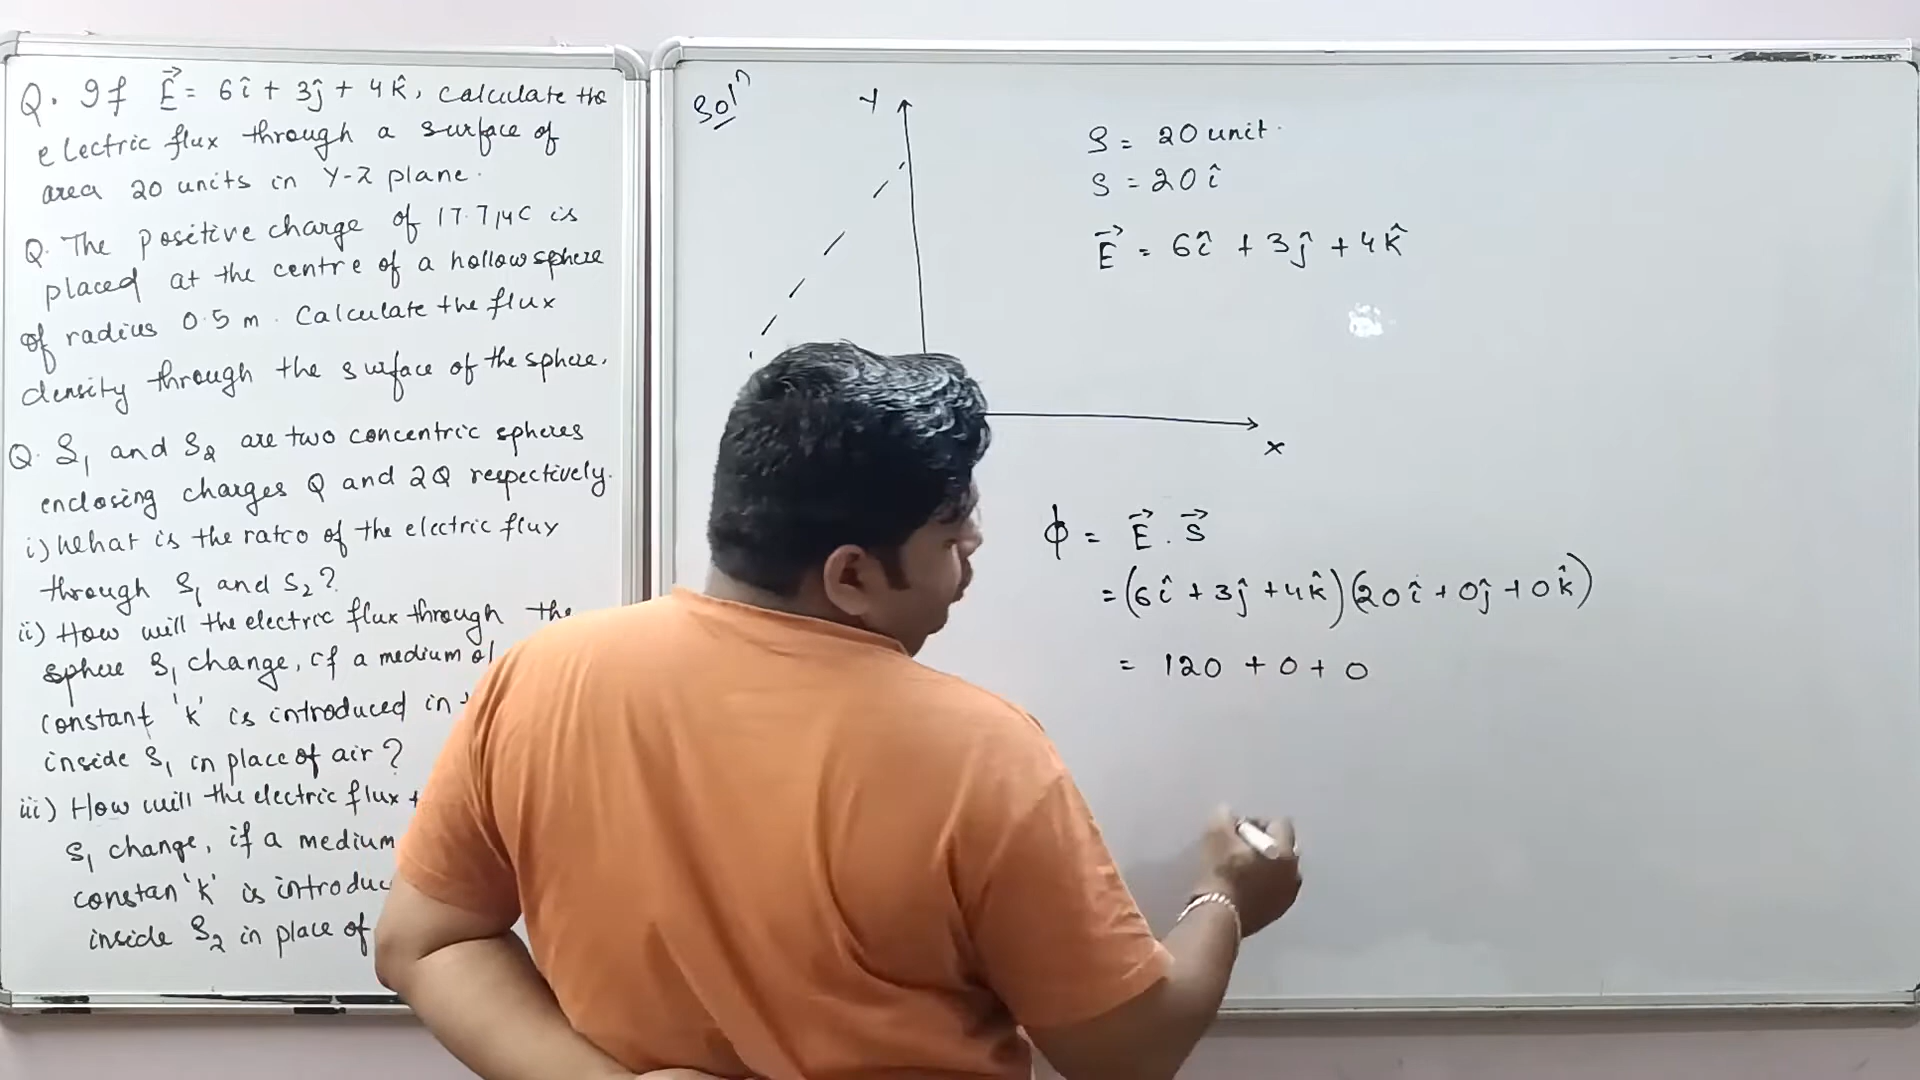 Q. If E⃗ = 6î + 3ĵ + 4k̂, calculate the
electric flux through a surface of
area 20 units in Y-Z plane.
Q. The positive charge of 17.7 μC is
placed at the centre of a hollow sphere
of radius 0.5 m. Calculate the flux
density through the surface of the sphere.
Q. S₁ and S₂ are two concentric spheres
enclosing charges Q and 2Q respectively.
i) What is the ratio of the electric flux
through S₁ and S₂?
ii) How will the electric flux through the
sphere S₁ change, if a medium of
constant 'k' is introduced in
inside S₁ in place of air?
iii) How will the electric flux
S₁ change, if a medium
constan 'k' is introduc
inside S₂ in place of
Solⁿ
Y
X
S = 20 unit.
S = 20 î
E⃗ = 6î + 3ĵ + 4k̂
ϕ = E⃗ . S⃗
= (6î + 3ĵ + 4k̂) (20î + 0ĵ + 0k̂)
= 120 + 0 + 0